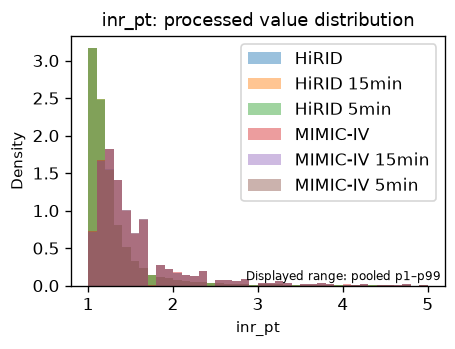 inr_pt: processed value distribution
Density
3.0
2.5
2.0
1.5
1.0
0.5
0.0
HiRID
HiRID 15min
HiRID 5min
MIMIC-IV
MIMIC-IV 15min
MIMIC-IV 5min
Displayed range: pooled p1–p99
1 2 3 4 5
inr_pt